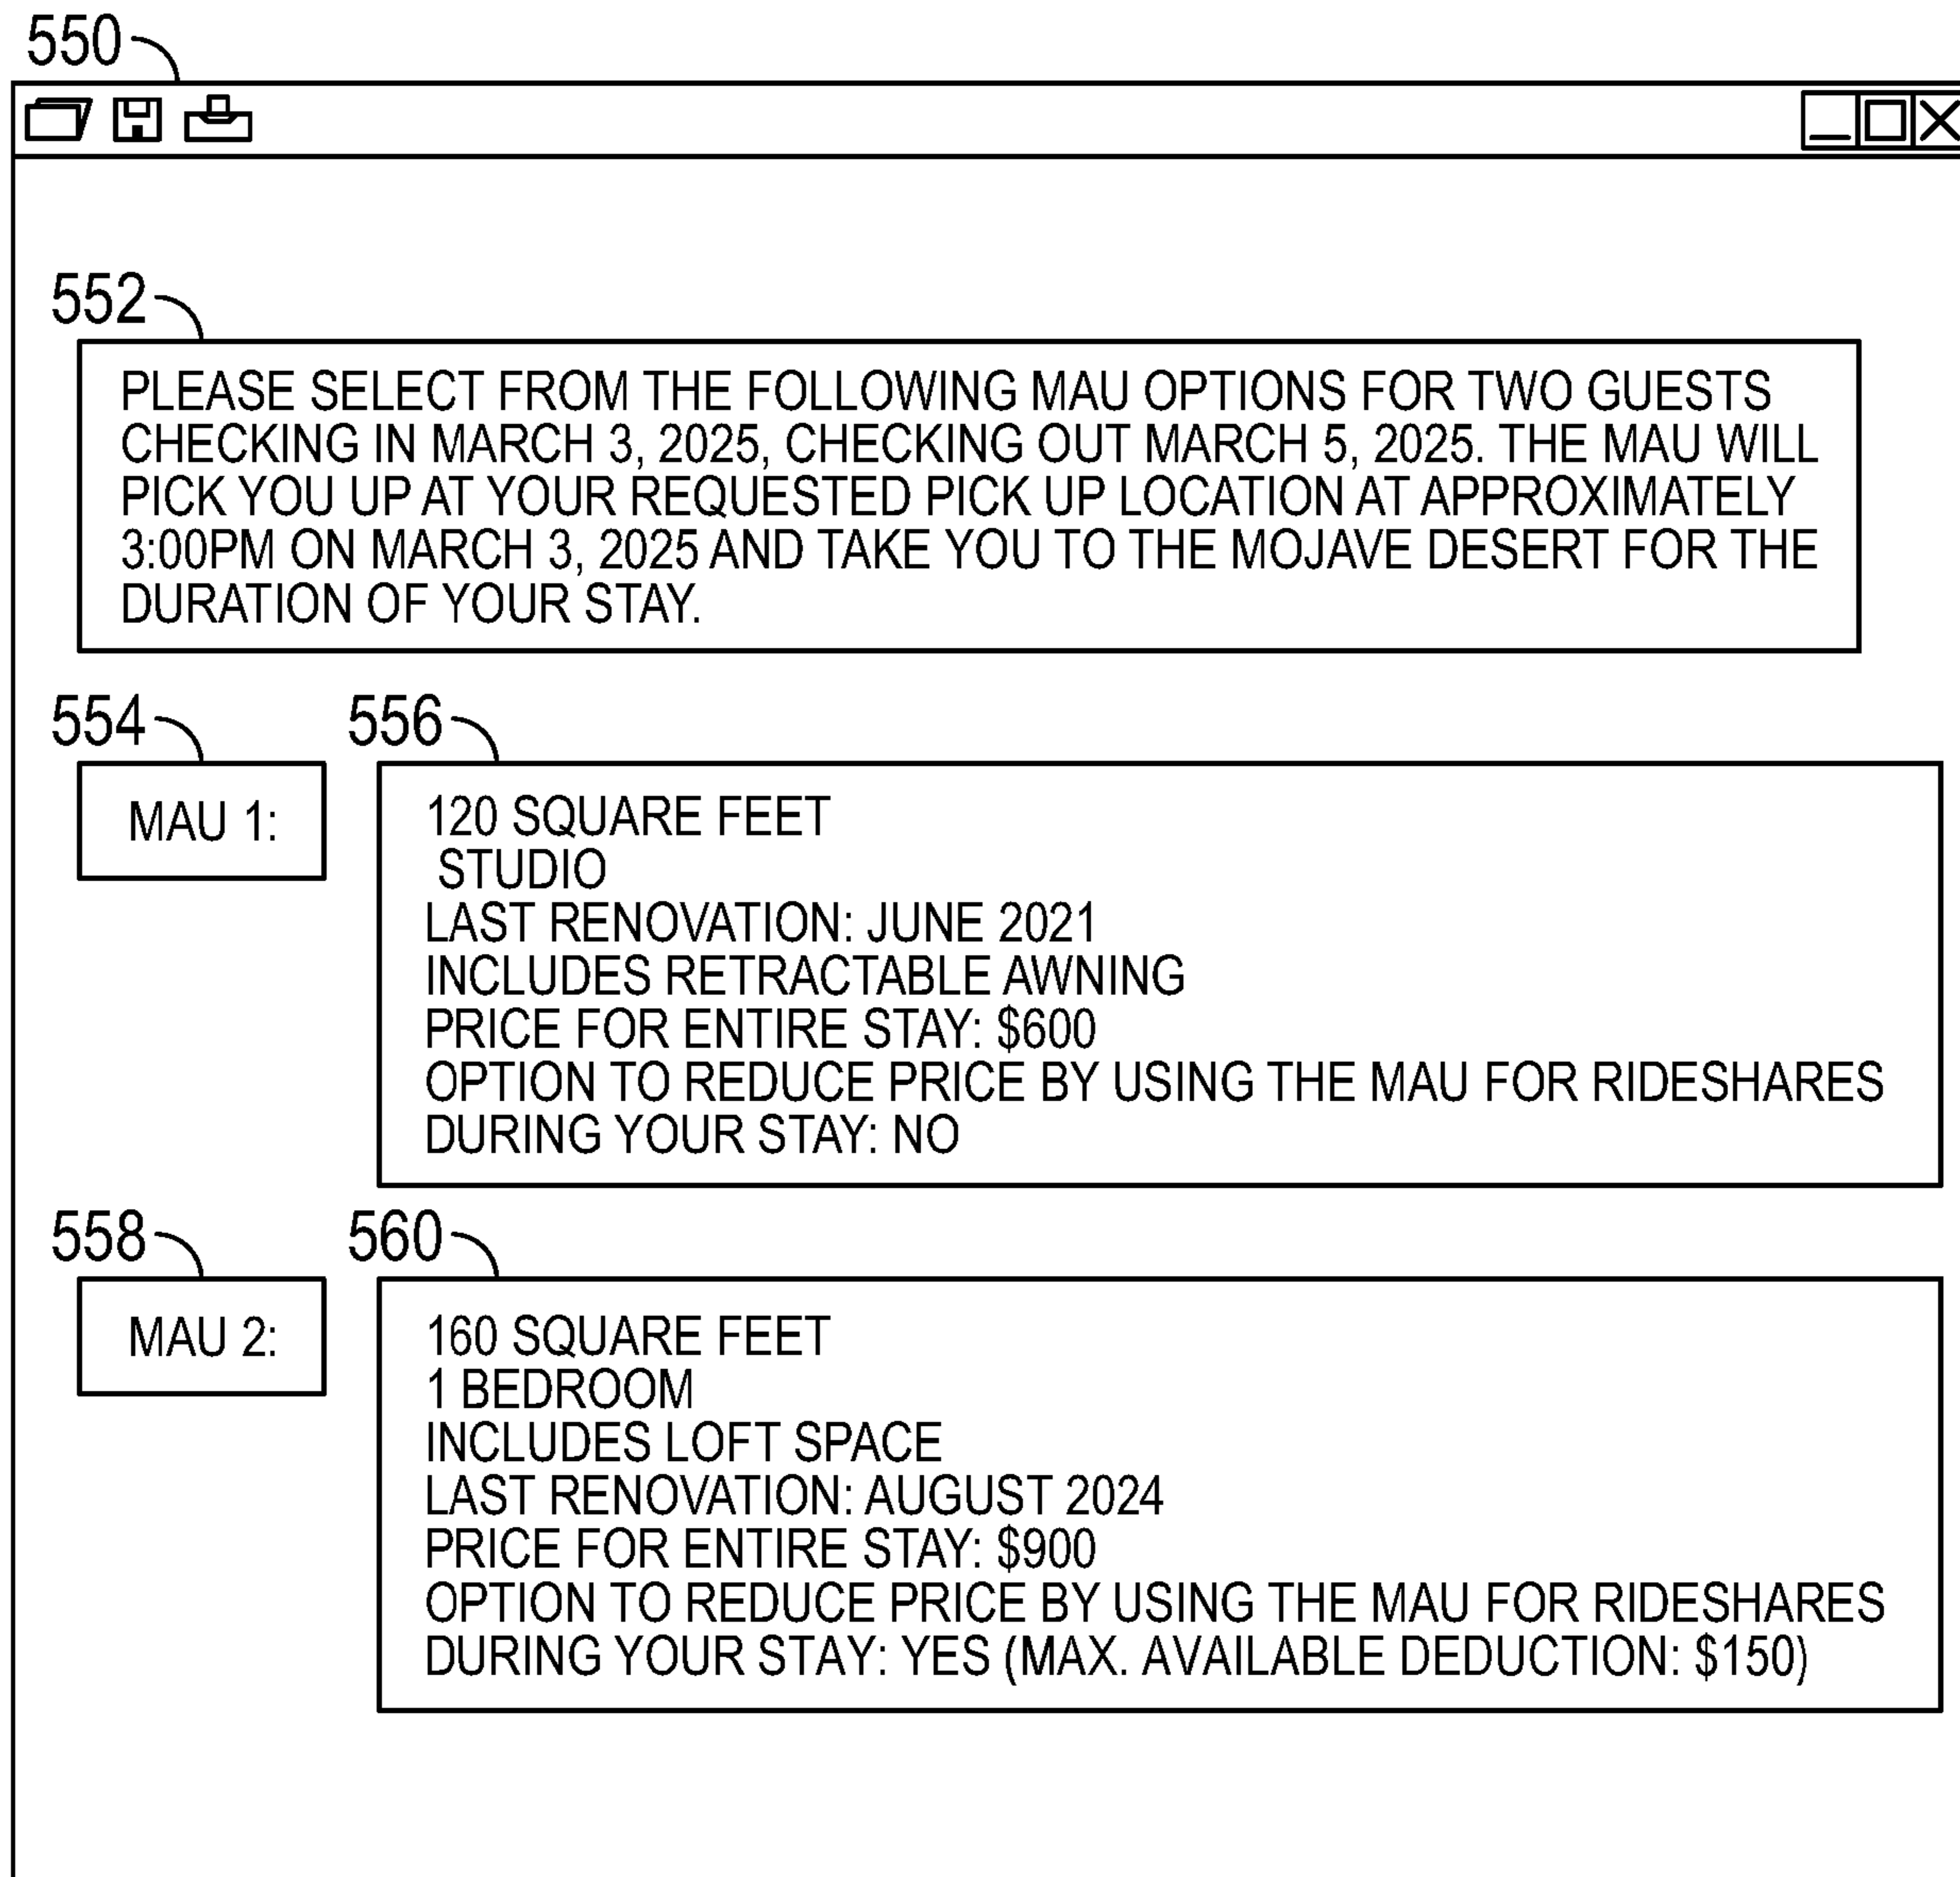 550
552
PLEASE SELECT FROM THE FOLLOWING MAU OPTIONS FOR TWO GUESTS
CHECKING IN MARCH 3, 2025, CHECKING OUT MARCH 5, 2025. THE MAU WILL
PICK YOU UP AT YOUR REQUESTED PICK UP LOCATION AT APPROXIMATELY
3:00PM ON MARCH 3, 2025 AND TAKE YOU TO THE MOJAVE DESERT FOR THE
DURATION OF YOUR STAY.
554
MAU 1:
556
120 SQUARE FEET
STUDIO
LAST RENOVATION: JUNE 2021
INCLUDES RETRACTABLE AWNING
PRICE FOR ENTIRE STAY: $600
OPTION TO REDUCE PRICE BY USING THE MAU FOR RIDESHARES
DURING YOUR STAY: NO
558
MAU 2:
560
160 SQUARE FEET
1 BEDROOM
INCLUDES LOFT SPACE
LAST RENOVATION: AUGUST 2024
PRICE FOR ENTIRE STAY: $900
OPTION TO REDUCE PRICE BY USING THE MAU FOR RIDESHARES
DURING YOUR STAY: YES (MAX. AVAILABLE DEDUCTION: $150)